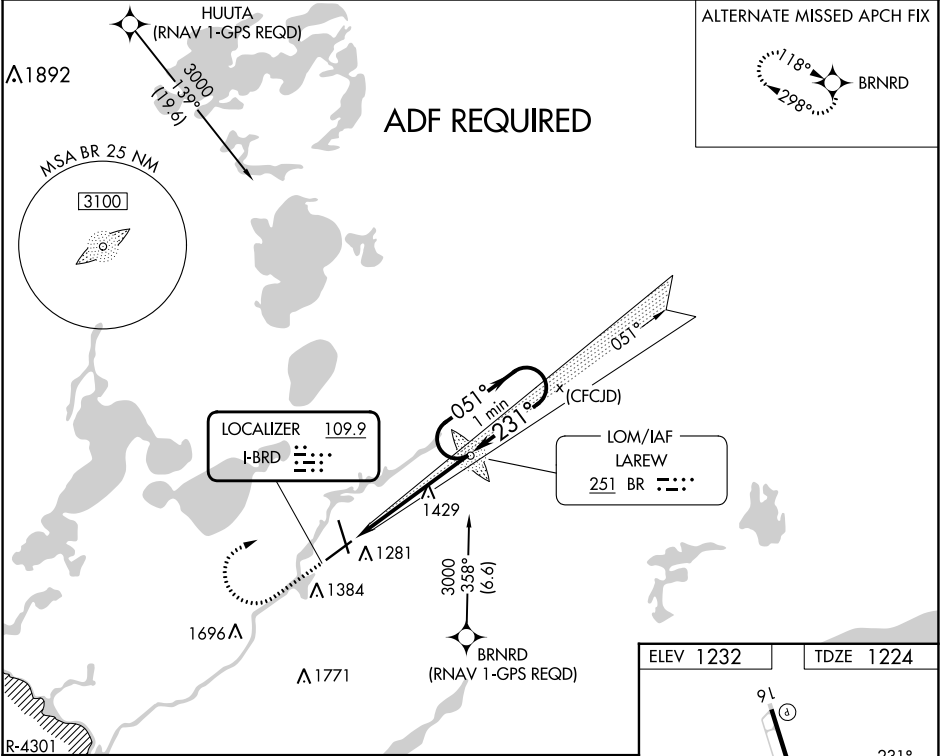 HUUTA
(RNAV 1-GPS REQD)
ALTERNATE MISSED APCH FIX
118°
298°
BRNRD
1892
3000
139°
(19.6)
ADF REQUIRED
MSA BR 25 NM
3100
051°
051°
1 min
231°
(CFCJD)
LOCALIZER 109.9
I-BRD
LOM/IAF
LAREW
251 BR
1429
1281
1384
3000
358°
(6.6)
1696
BRNRD
(RNAV 1-GPS REQD)
1771
ELEV 1232
TDZE 1224
16
P
231°
R-4301